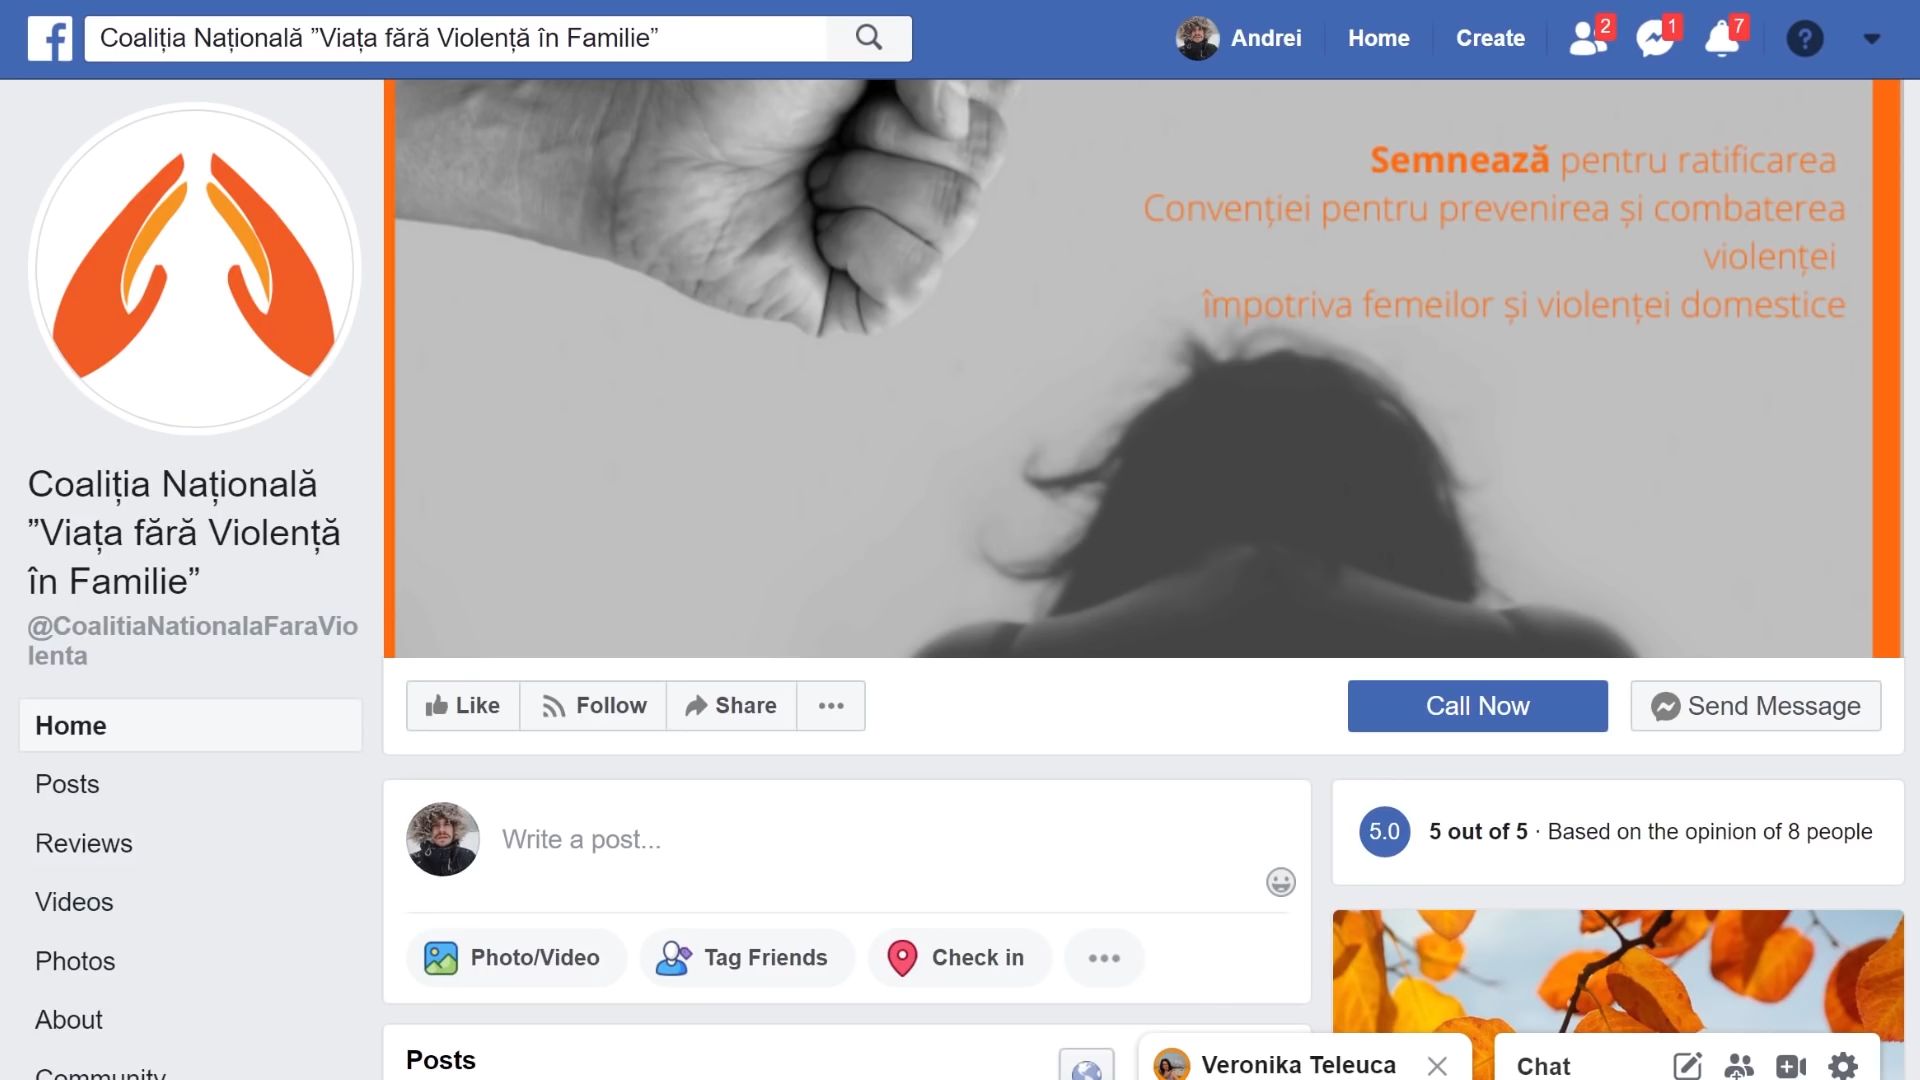 Coaliția Națională ”Viața fără Violență în Familie”
Andrei
Home
Create
2
1
7
?
Semnează pentru ratificarea
Convenției pentru prevenirea și combaterea
violenței
împotriva femeilor și violenței domestice
Coaliția Națională
”Viața fără Violență
în Familie”
@CoalitiaNationalaFaraVio
lenta
Home
Posts
Reviews
Videos
Photos
About
Community
Like
Follow
Share
Call Now
Send Message
Write a post...
Photo/Video
Tag Friends
Check in
5.0
5 out of 5 · Based on the opinion of 8 people
Posts
Veronika Teleuca
Chat